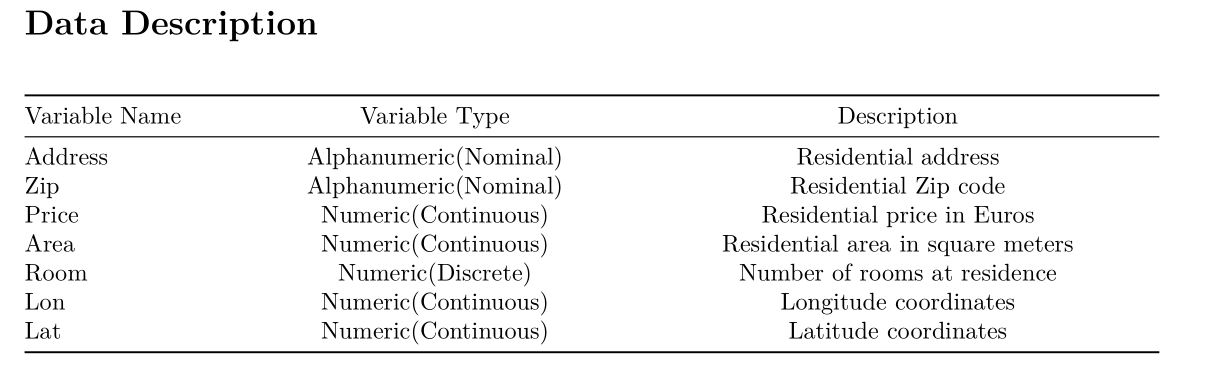 Data Description
Variable Name Variable Type Description
Address Alphanumeric(Nominal) Residential address
Zip Alphanumeric(Nominal) Residential Zip code
Price Numeric(Continuous) Residential price in Euros
Area Numeric(Continuous) Residential area in square meters
Room Numeric(Discrete) Number of rooms at residence
Lon Numeric(Continuous) Longitude coordinates
Lat Numeric(Continuous) Latitude coordinates